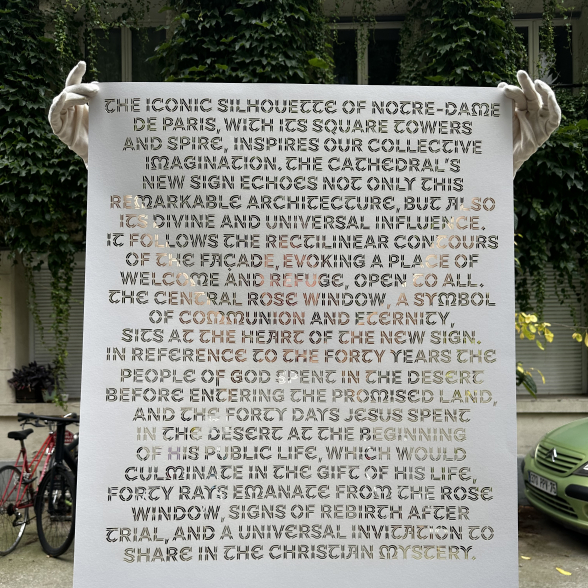 THE ICONIC SILHOUETTE OF NOTRE-DAME
DE PARIS, WITH ITS SQUARE TOWERS
AND SPIRE, INSPIRES OUR COLLECTIVE
IMAGINATION. THE CATHEDRAL'S
NEW SIGN ECHOES NOT ONLY THIS
REMARKABLE ARCHITECTURE, BUT ALSO
ITS DIVINE AND UNIVERSAL INFLUENCE.
IT FOLLOWS THE RECTILINEAR CONTOURS
OF THE FAÇADE, EVOKING A PLACE OF
WELCOME AND REFUGE, OPEN TO ALL.
THE CENTRAL ROSE WINDOW, A SYMBOL
OF COMMUNION AND ETERNITY,
SITS AT THE HEART OF THE NEW SIGN.
IN REFERENCE TO THE FORTY YEARS THE
PEOPLE OF GOD SPENT IN THE DESERT
BEFORE ENTERING THE PROMISED LAND,
AND THE FORTY DAYS JESUS SPENT
IN THE DESERT AT THE BEGINNING
OF HIS PUBLIC LIFE, WHICH WOULD
CULMINATE IN THE GIFT OF HIS LIFE,
FORTY RAYS EMANATE FROM THE ROSE
WINDOW, SIGNS OF REBIRTH AFTER
TRIAL, AND A UNIVERSAL INVITATION TO
SHARE IN THE CHRISTIAN MYSTERY.